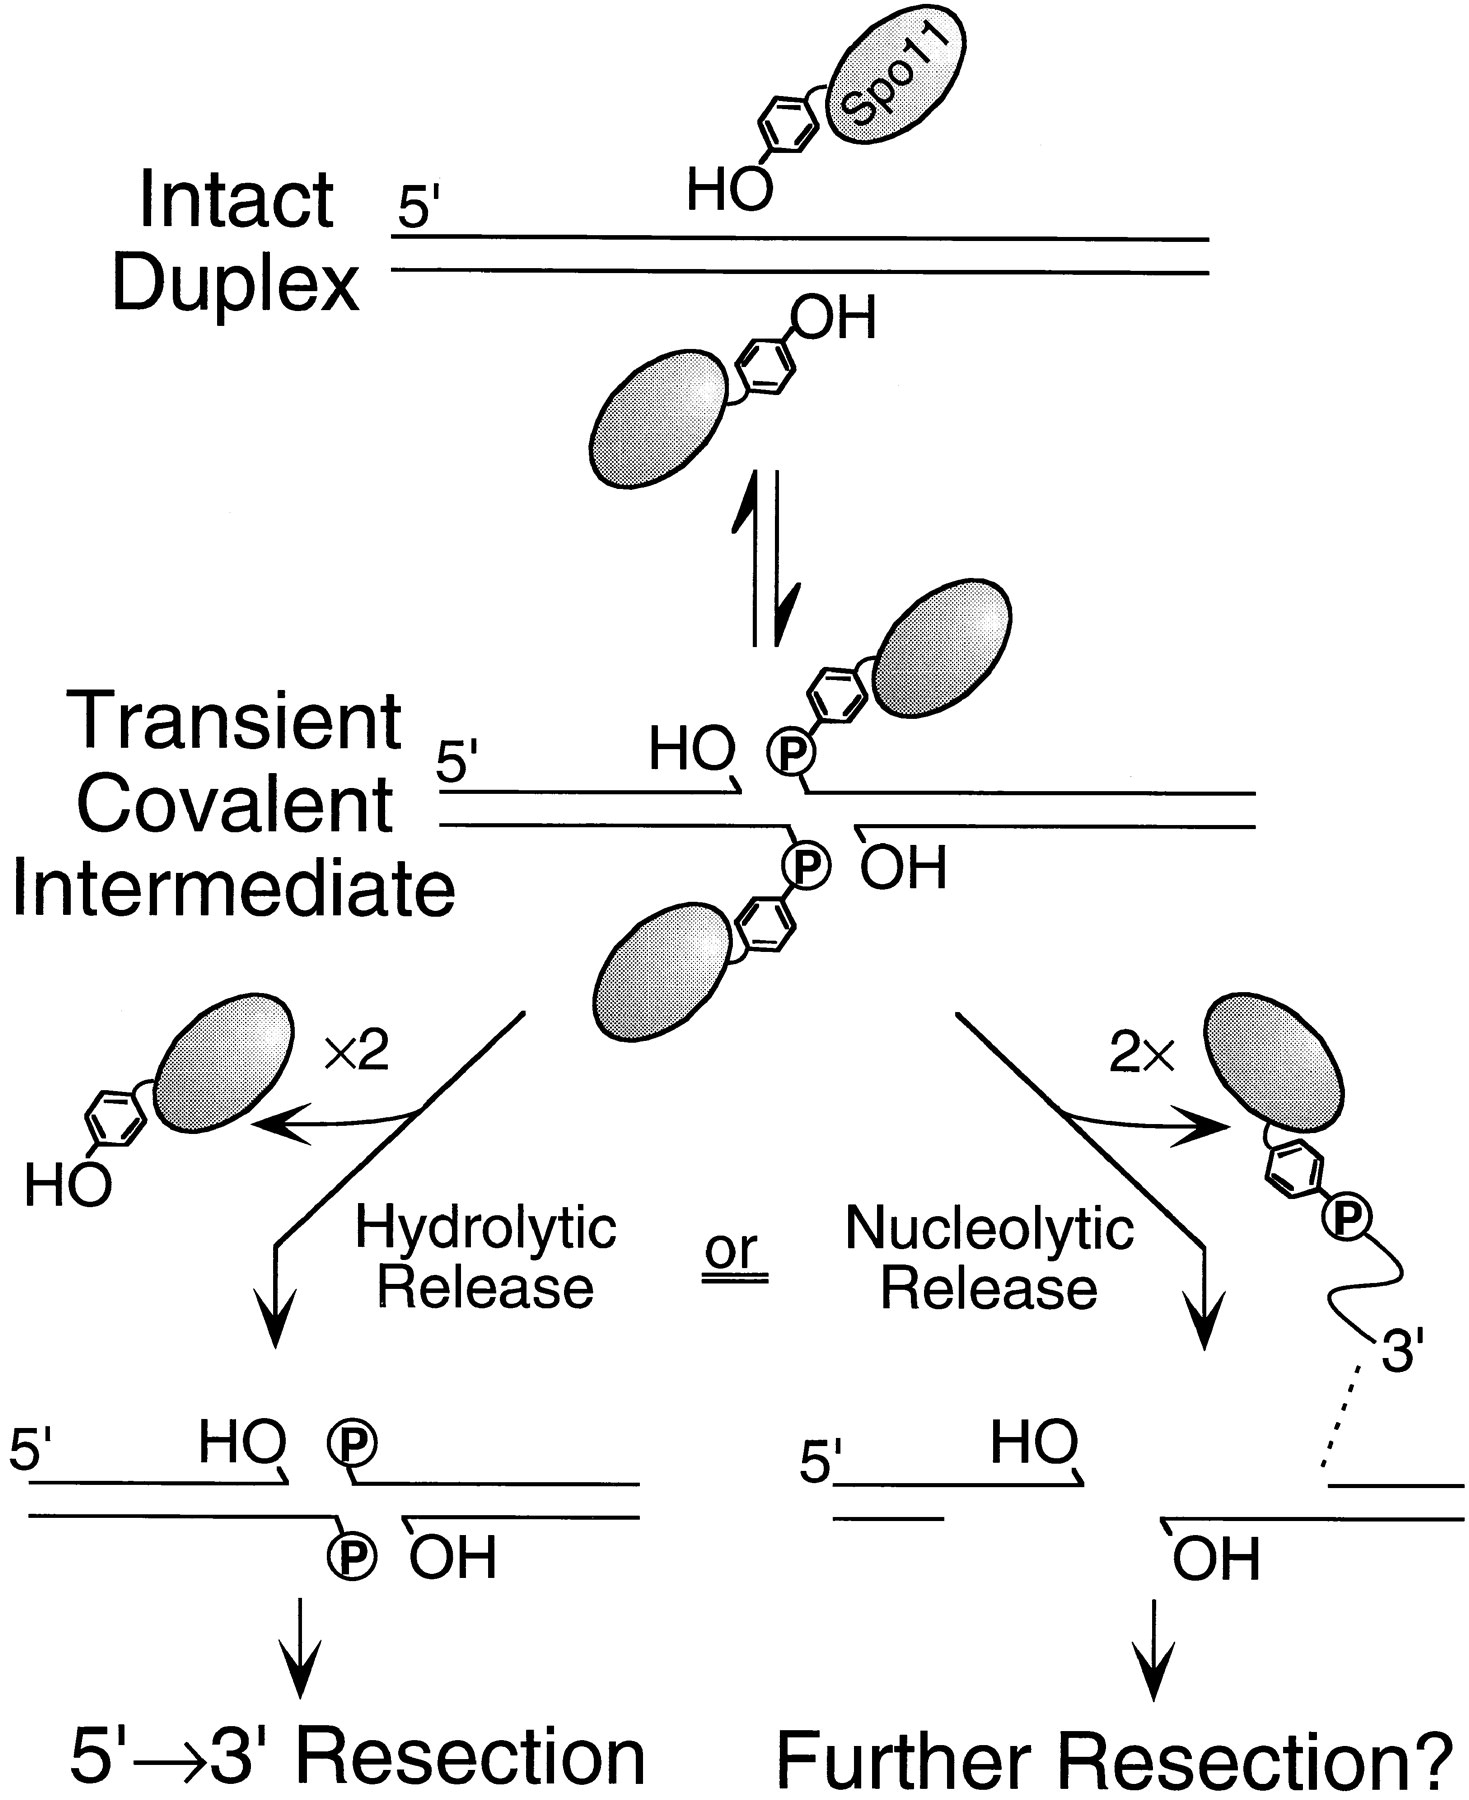 Spo11
HO
Intact
Duplex
5'
OH
Transient
Covalent
Intermediate
5'
HO
P
P
OH
×2
HO
2×
P
3'
Hydrolytic
Release
or
Nucleolytic
Release
5'
HO
P
P
OH
5'
HO
OH
5'→3' Resection
Further Resection?